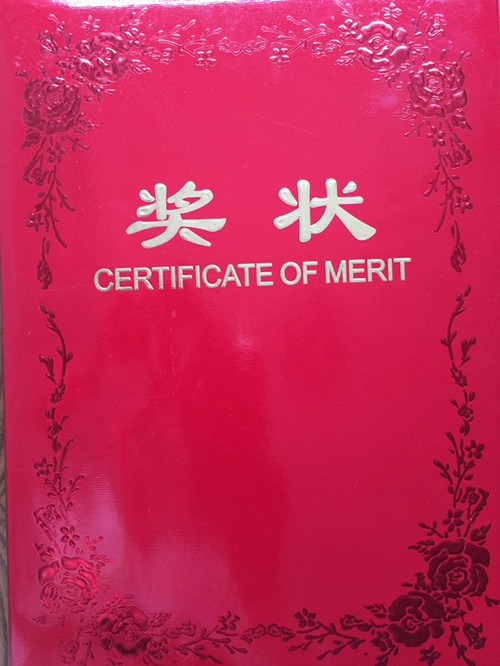 奖状
CERTIFICATE OF MERIT